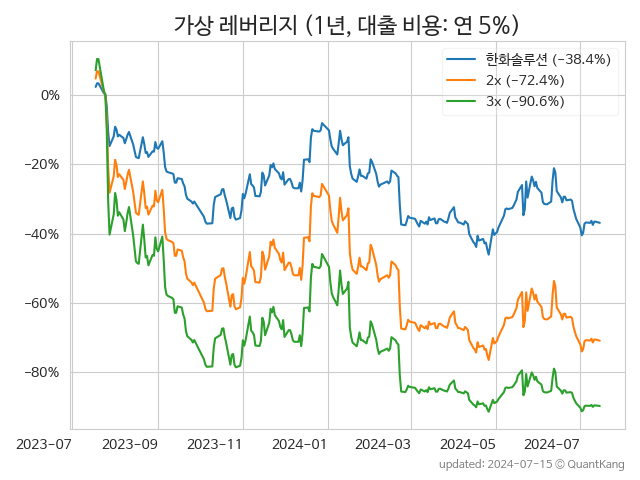 가상 레버리지 (1년, 대출 비용: 연 5%)
한화솔루션 (−38.4%)
2x (−72.4%)
3x (−90.6%)
0%
−20%
−40%
−60%
−80%
2023-07
2023-09
2023-11
2024-01
2024-03
2024-05
2024-07
updated: 2024-07-15 © QuantKang